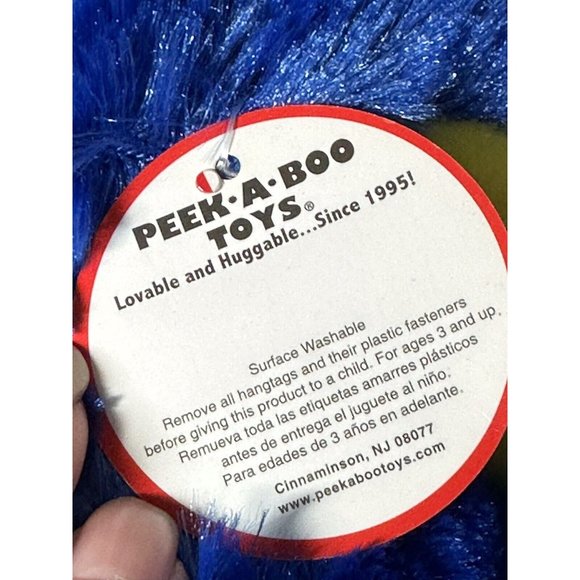 PEEK·A·BOO
TOYS®
Lovable and Huggable...Since 1995!
Surface Washable
Remove all hangtags and their plastic fasteners
before giving this product to a child. For ages 3 and up.
Remueva toda las etiquetas amarres plásticos
antes de entrega el juguete al niño.
Para edades de 3 años en adelante.
Cinnaminson, NJ 08077
www.peekabootoys.com